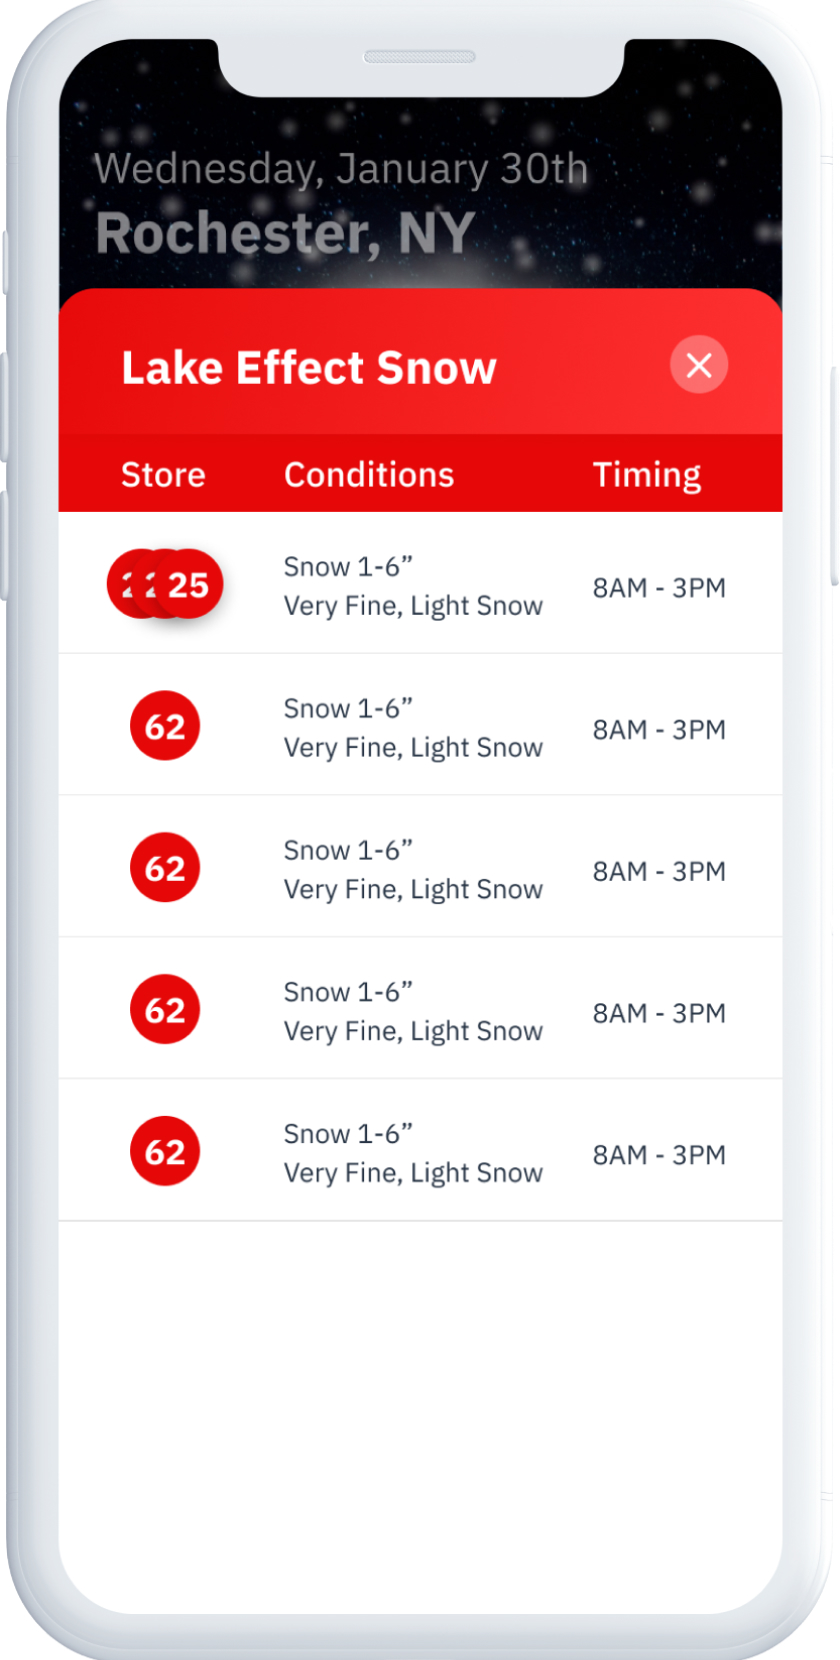 Wednesday, January 30th
Rochester, NY
Lake Effect Snow
Store Conditions Timing
Snow 1-6”
25 8AM - 3PM
Very Fine, Light Snow
Snow 1-6”
62 8AM - 3PM
Very Fine, Light Snow
Snow 1-6”
62 8AM - 3PM
Very Fine, Light Snow
Snow 1-6”
62 8AM - 3PM
Very Fine, Light Snow
Snow 1-6”
62 8AM - 3PM
Very Fine, Light Snow